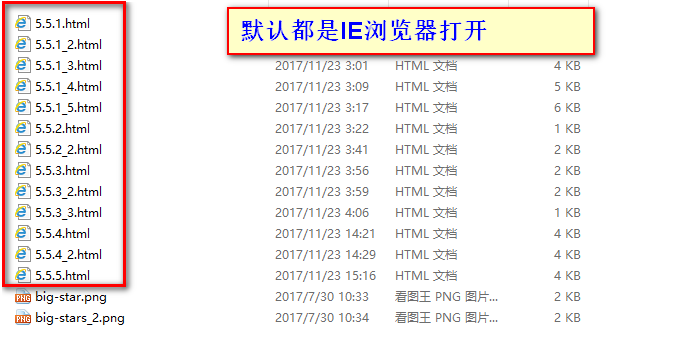 默认都是IE浏览器打开
5.5.1.html
5.5.1_2.html
5.5.1_3.html 2017/11/23 3:01 HTML 文档 4 KB
5.5.1_4.html 2017/11/23 3:09 HTML 文档 5 KB
5.5.1_5.html 2017/11/23 3:17 HTML 文档 6 KB
5.5.2.html 2017/11/23 3:22 HTML 文档 1 KB
5.5.2_2.html 2017/11/23 3:41 HTML 文档 2 KB
5.5.3.html 2017/11/23 3:56 HTML 文档 2 KB
5.5.3_2.html 2017/11/23 3:59 HTML 文档 2 KB
5.5.3_3.html 2017/11/23 4:06 HTML 文档 1 KB
5.5.4.html 2017/11/23 14:21 HTML 文档 4 KB
5.5.4_2.html 2017/11/23 14:29 HTML 文档 4 KB
5.5.5.html 2017/11/23 15:16 HTML 文档 4 KB
big-star.png 2017/7/30 10:33 看图王 PNG 图片... 2 KB
big-stars_2.png 2017/7/30 10:34 看图王 PNG 图片... 2 KB